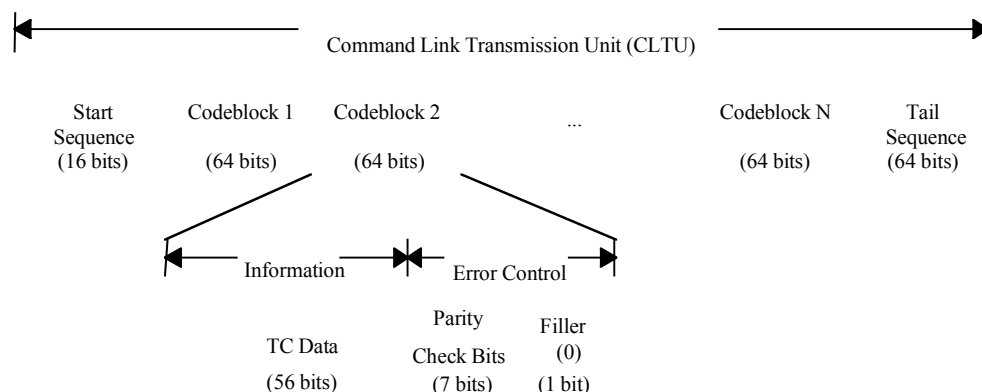 Command Link Transmission Unit (CLTU)
Start Sequence (16 bits)
Codeblock 1 (64 bits)
Codeblock 2 (64 bits)
...
Codeblock N (64 bits)
Tail Sequence (64 bits)
Information
Error Control
TC Data (56 bits)
Parity Check Bits (7 bits)
Filler (0) (1 bit)